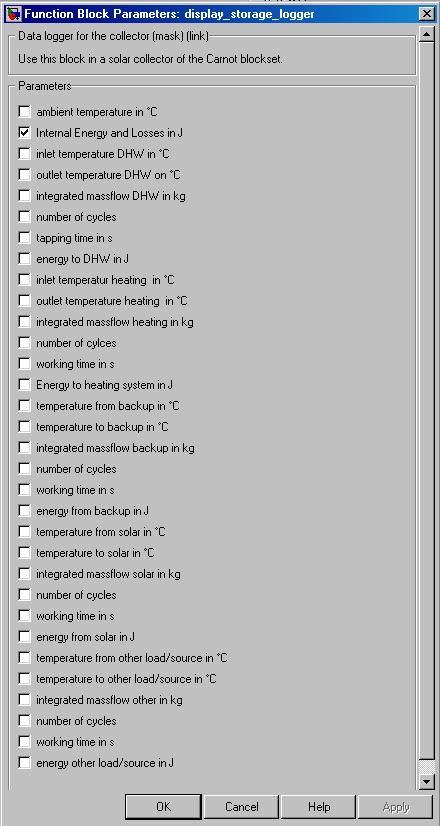 Function Block Parameters: display_storage_logger
Data logger for the collector (mask) (link)
Use this block in a solar collector of the Carnot blockset.
Parameters
ambient temperature in °C
Internal Energy and Losses in J
inlet temperature DHW in °C
outlet temperature DHW on °C
integrated massflow DHW in kg
number of cycles
tapping time in s
energy to DHW in J
inlet temperatur heating  in °C
outlet temperature heating  in °C
integrated massflow heating in kg
number of cylces
working time in s
Energy to heating system in J
temperature from backup in °C
temperature to backup in °C
integrated massflow backup in kg
number of cycles
working time in s
energy from backup in J
temperature from solar in °C
temperature to solar in °C
integrated massflow solar in kg
number of cycles
working time in s
energy from solar in J
temperature from other load/source in °C
temperature to other load/source in °C
integrated massflow other in kg
number of cycles
working time in s
energy other load/source in J
OK Cancel Help Apply